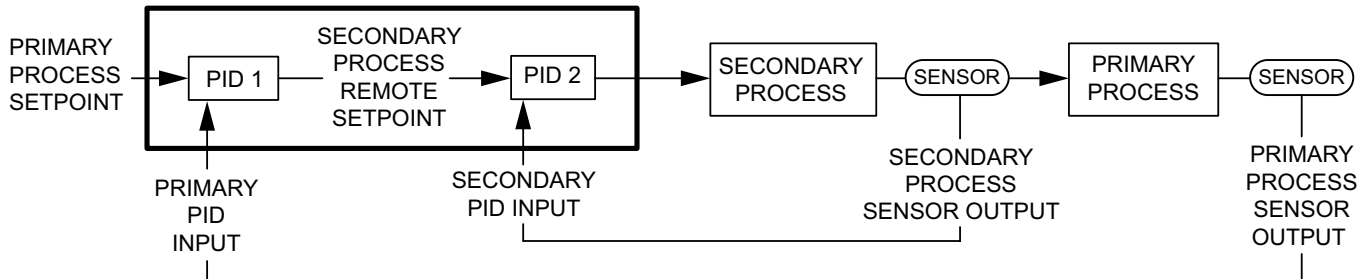 PRIMARY
PROCESS
SETPOINT
PID 1
SECONDARY
PROCESS
REMOTE
SETPOINT
PID 2
SECONDARY
PROCESS
SENSOR
PRIMARY
PROCESS
SENSOR
PRIMARY
PID
INPUT
SECONDARY
PID INPUT
SECONDARY
PROCESS
SENSOR OUTPUT
PRIMARY
PROCESS
SENSOR
OUTPUT